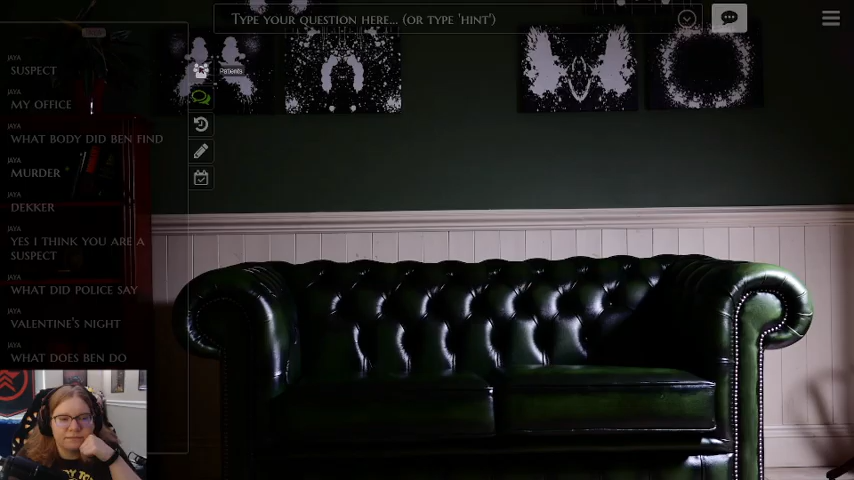 Type your question here... (or type 'hint')
Patients
Jaya
suspect
Jaya
my office
Jaya
what body did ben find
Jaya
murder
Jaya
dekker
Jaya
yes i think you are a
suspect
Jaya
what did police say
Jaya
valentine's night
Jaya
what does ben do